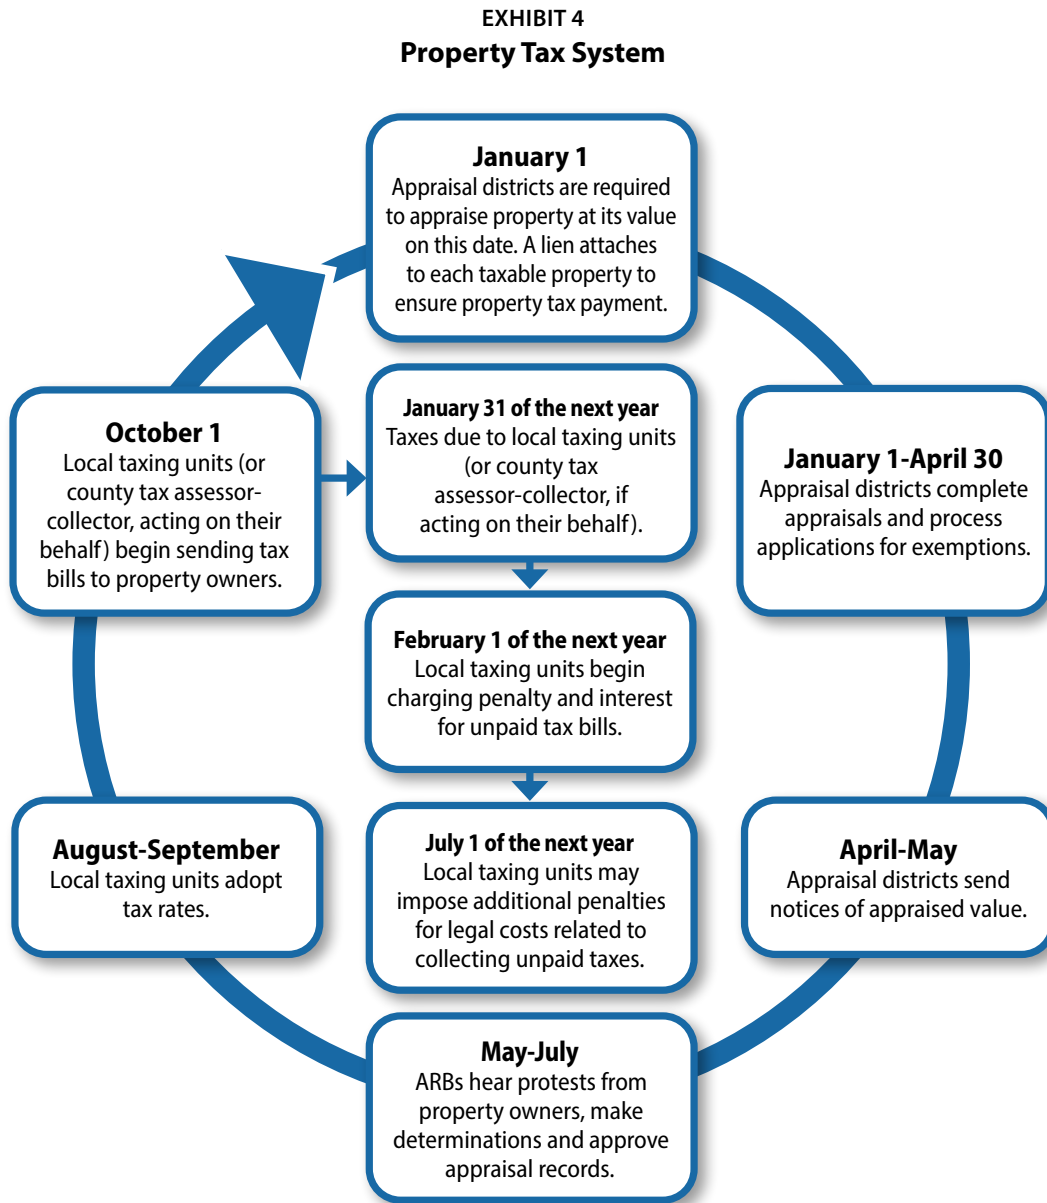 EXHIBIT 4
Property Tax System
January 1
Appraisal districts are required
to appraise property at its value
on this date. A lien attaches
to each taxable property to
ensure property tax payment.
January 1-April 30
Appraisal districts complete
appraisals and process
applications for exemptions.
April-May
Appraisal districts send
notices of appraised value.
May-July
ARBs hear protests from
property owners, make
determinations and approve
appraisal records.
August-September
Local taxing units adopt
tax rates.
October 1
Local taxing units (or
county tax assessor-
collector, acting on their
behalf) begin sending tax
bills to property owners.
January 31 of the next year
Taxes due to local taxing units
(or county tax
assessor-collector, if
acting on their behalf).
February 1 of the next year
Local taxing units begin
charging penalty and interest
for unpaid tax bills.
July 1 of the next year
Local taxing units may
impose additional penalties
for legal costs related to
collecting unpaid taxes.